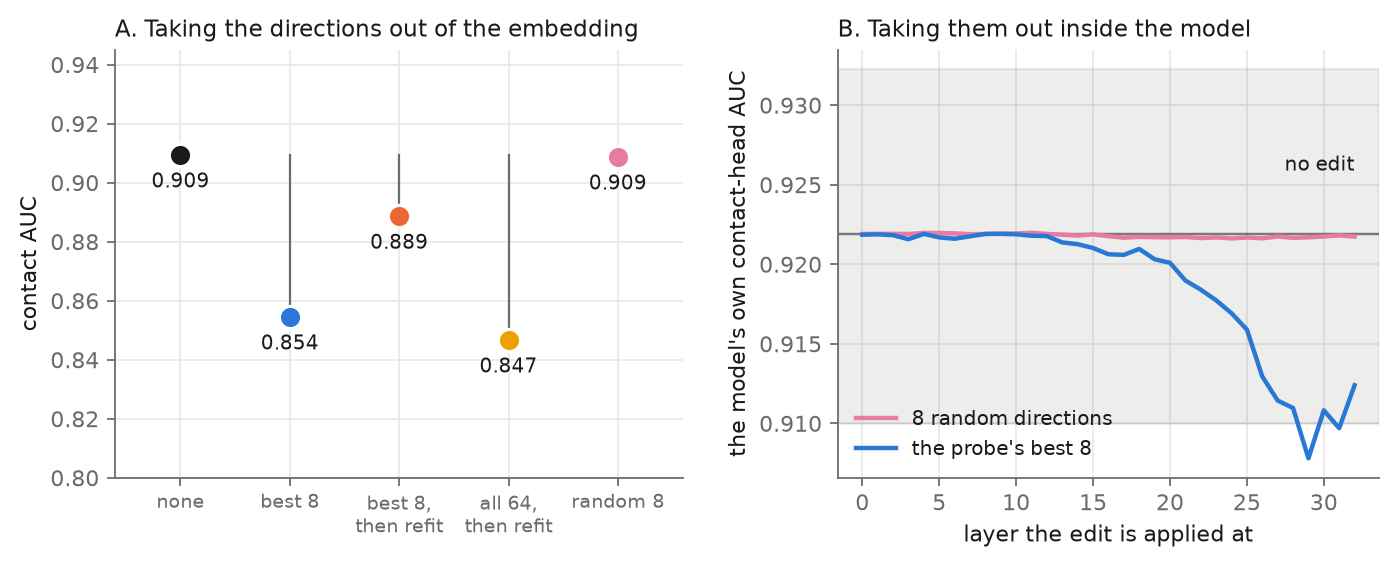 A. Taking the directions out of the embedding
contact AUC
0.94
0.92
0.90
0.88
0.86
0.84
0.82
0.80
0.909
0.854
0.889
0.847
0.909
none
best 8
best 8,
then refit
all 64,
then refit
random 8
B. Taking them out inside the model
the model's own contact-head AUC
0.930
0.925
0.920
0.915
0.910
no edit
8 random directions
the probe's best 8
0
5
10
15
20
25
30
layer the edit is applied at